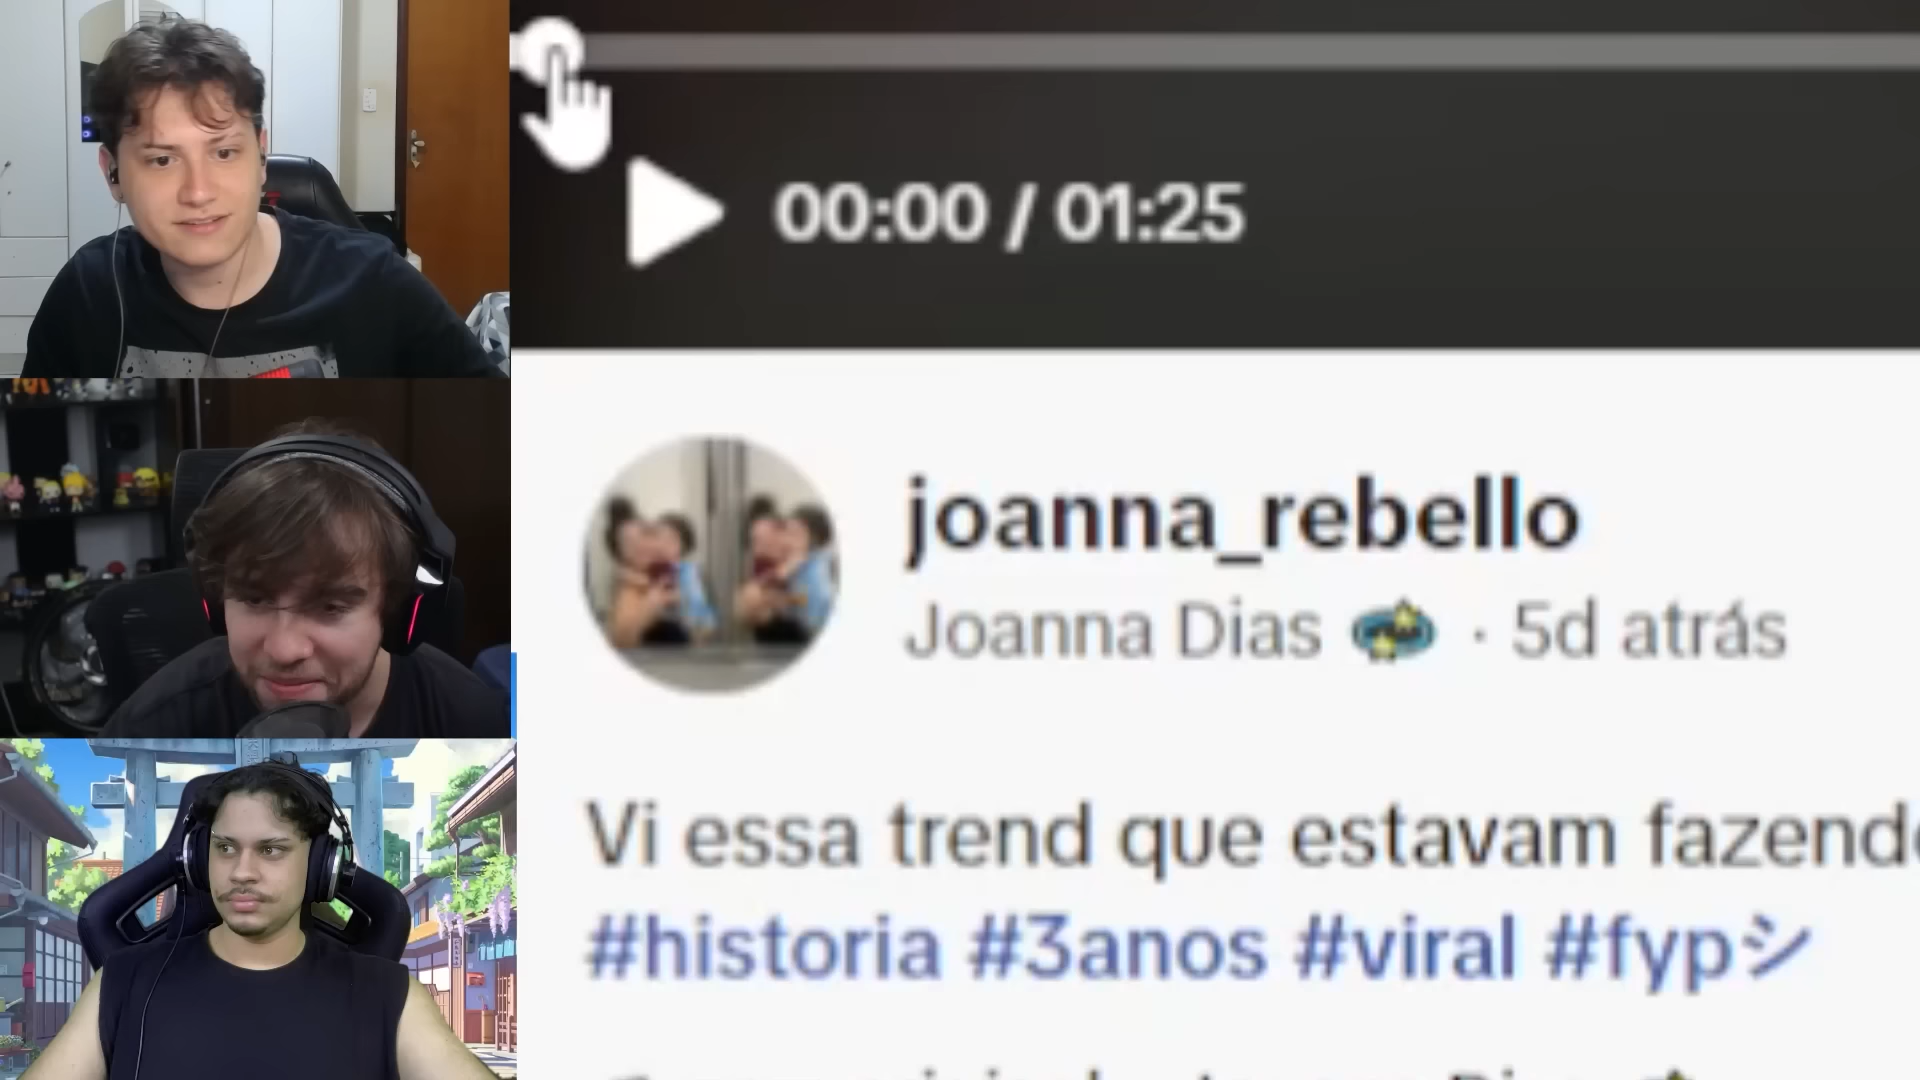 00:00 / 01:25
joanna_rebello
Joanna Dias · 5d atrás
Vi essa trend que estavam fazendo
#historia #3anos #viral #fypシ